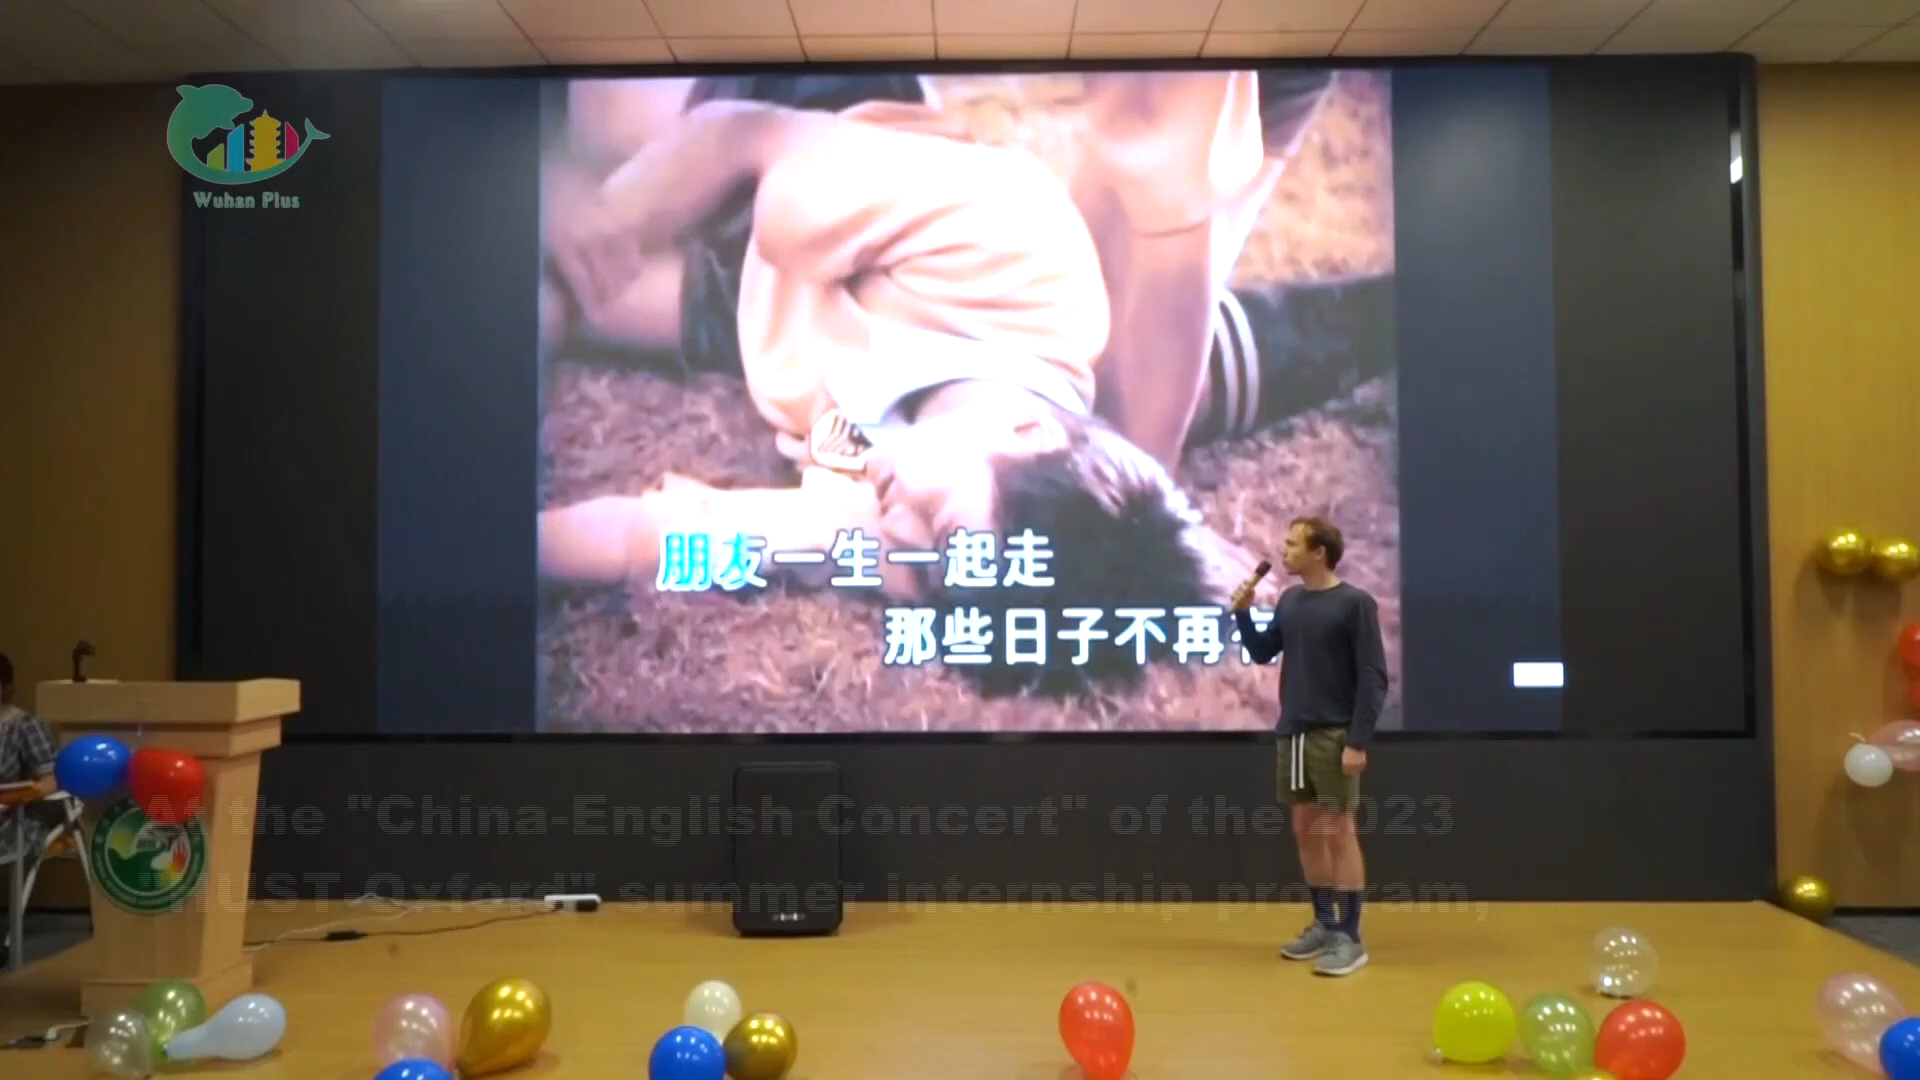 Wuhan Plus
朋友一生一起走
那些日子不再
At the "China-English Concert" of the 2023
"HUST-Oxford" summer internship program,